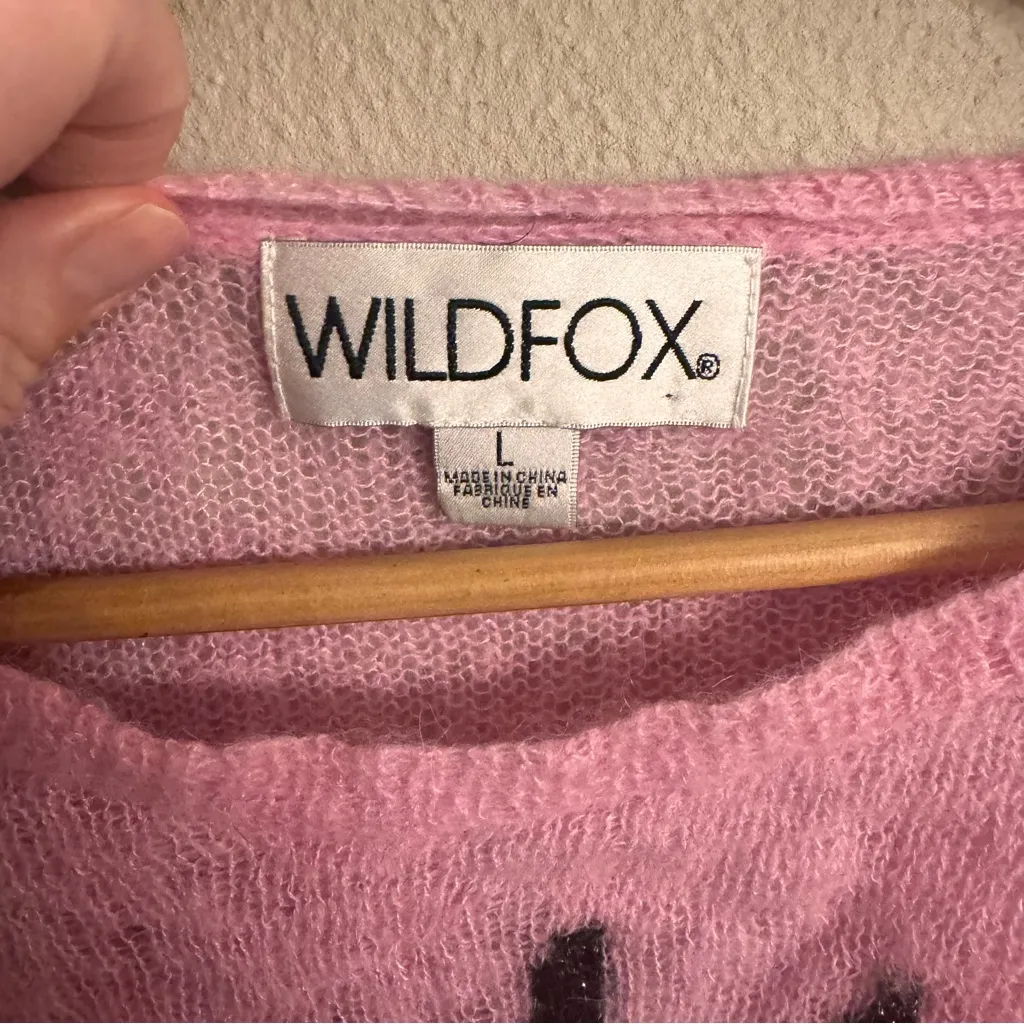 WILDFOX®
L
MADE IN CHINA
FABRIQUE EN
CHINE